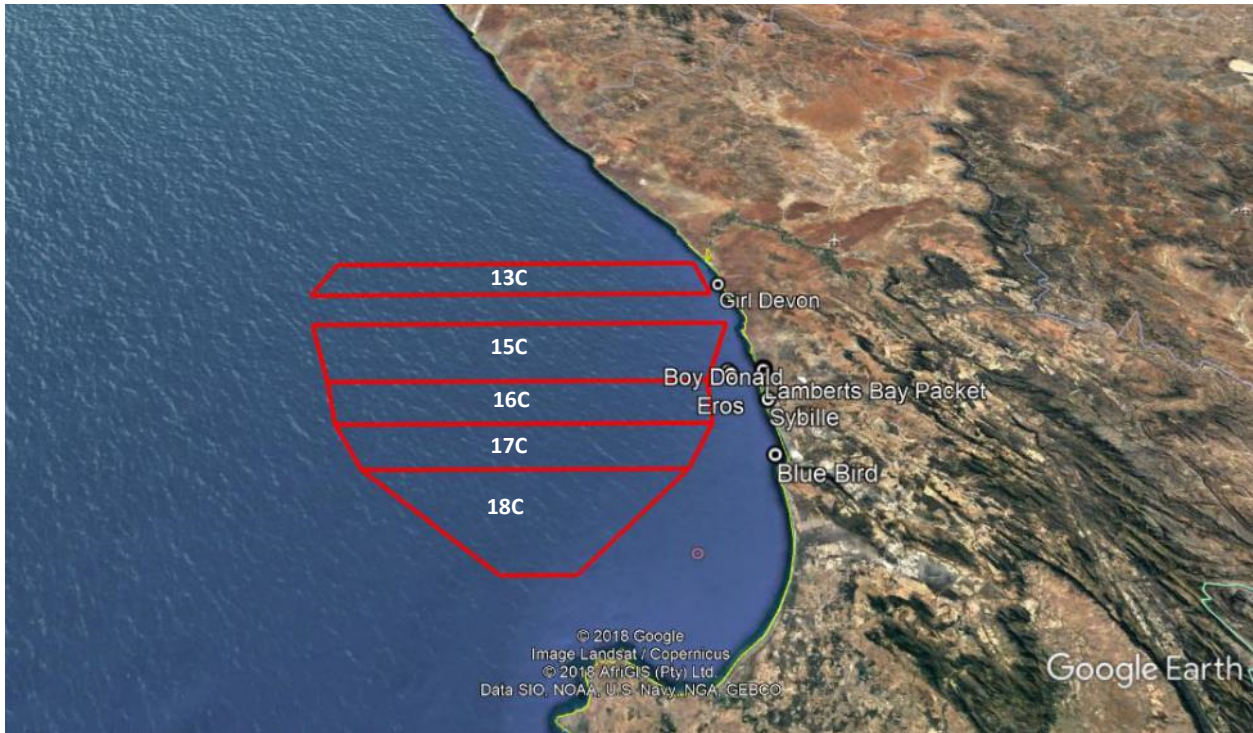 13C
Girl Devon
15C
Boy Donald
Lamberts Bay Packet
16C
Eros
Sybille
17C
Blue Bird
18C
© 2018 Google
Image Landsat / Copernicus
© 2018 AfriGIS (Pty) Ltd.
Data SIO, NOAA, U.S. Navy, NGA, GEBCO
Google Earth